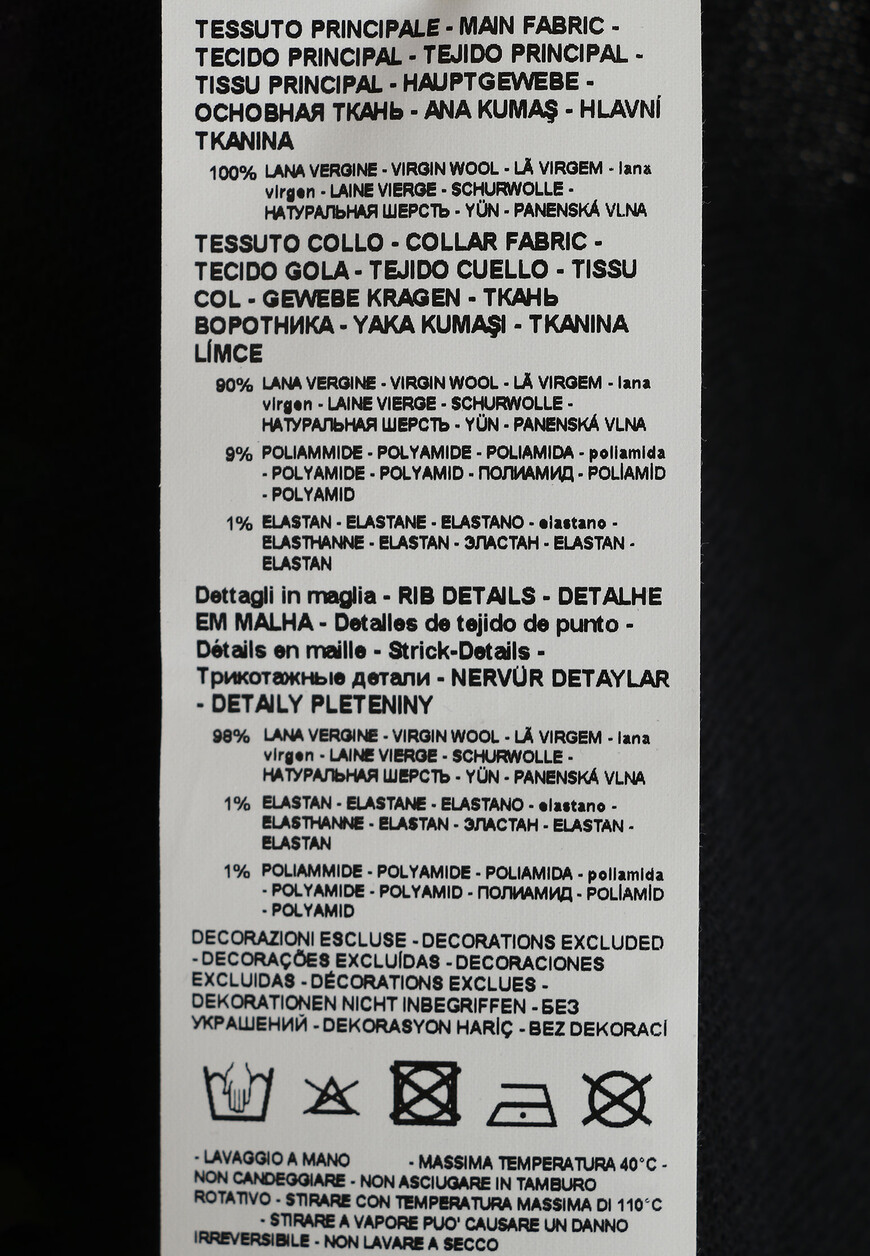 TESSUTO PRINCIPALE - MAIN FABRIC -
TECIDO PRINCIPAL - TEJIDO PRINCIPAL -
TISSU PRINCIPAL - HAUPTGEWEBE -
ОСНОВНАЯ ТКАНЬ - ANA KUMAŞ - HLAVNÍ
TKANINA
100% LANA VERGINE - VIRGIN WOOL - LÃ VIRGEM - lana
virgen - LAINE VIERGE - SCHURWOLLE -
НАТУРАЛЬНАЯ ШЕРСТЬ - YÜN - PANENSKÁ VLNA
TESSUTO COLLO - COLLAR FABRIC -
TECIDO GOLA - TEJIDO CUELLO - TISSU
COL - GEWEBE KRAGEN - ТКАНЬ
ВОРОТНИКА - YAKA KUMAŞI - TKANINA
LÍMCE
90% LANA VERGINE - VIRGIN WOOL - LÃ VIRGEM - lana
virgen - LAINE VIERGE - SCHURWOLLE -
НАТУРАЛЬНАЯ ШЕРСТЬ - YÜN - PANENSKÁ VLNA
9% POLIAMMIDE - POLYAMIDE - POLIAMIDA - poliamida
- POLYAMIDE - POLYAMID - ПОЛИАМИД - POLİAMİD
- POLYAMID
1% ELASTAN - ELASTANE - ELASTANO - elastano -
ELASTHANNE - ELASTAN - ЭЛАСТАН - ELASTAN -
ELASTAN
Dettagli in maglia - RIB DETAILS - DETALHE
EM MALHA - Detalles de tejido de punto -
Détails en maille - Strick-Details -
Трикотажные детали - NERVÜR DETAYLAR
- DETAILY PLETENINY
98% LANA VERGINE - VIRGIN WOOL - LÃ VIRGEM - lana
virgen - LAINE VIERGE - SCHURWOLLE -
НАТУРАЛЬНАЯ ШЕРСТЬ - YÜN - PANENSKÁ VLNA
1% ELASTAN - ELASTANE - ELASTANO - elastano -
ELASTHANNE - ELASTAN - ЭЛАСТАН - ELASTAN -
ELASTAN
1% POLIAMMIDE - POLYAMIDE - POLIAMIDA - poliamida
- POLYAMIDE - POLYAMID - ПОЛИАМИД - POLİAMİD
- POLYAMID
DECORAZIONI ESCLUSE - DECORATIONS EXCLUDED
- DECORAÇÕES EXCLUÍDAS - DECORACIONES
EXCLUIDAS - DÉCORATIONS EXCLUES -
DEKORATIONEN NICHT INBEGRIFFEN - БЕЗ
УКРАШЕНИЙ - DEKORASYON HARİÇ - BEZ DEKORACÍ
- LAVAGGIO A MANO - MASSIMA TEMPERATURA 40°C -
NON CANDEGGIARE - NON ASCIUGARE IN TAMBURO
ROTATIVO - STIRARE CON TEMPERATURA MASSIMA DI 110°C
- STIRARE A VAPORE PUO' CAUSARE UN DANNO
IRREVERSIBILE - NON LAVARE A SECCO